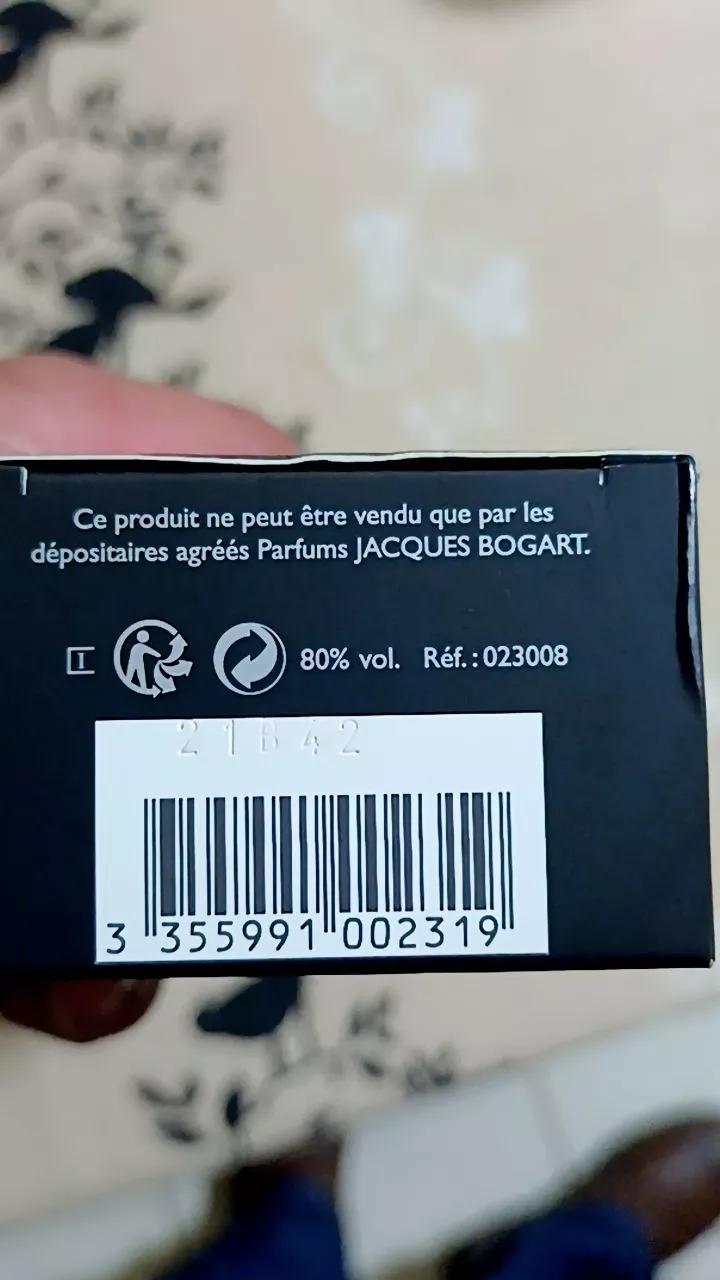 Ce produit ne peut être vendu que par les
dépositaires agréés Parfums JACQUES BOGART.
I 80% vol. Réf.: 023008
21B42
3 355991 002319